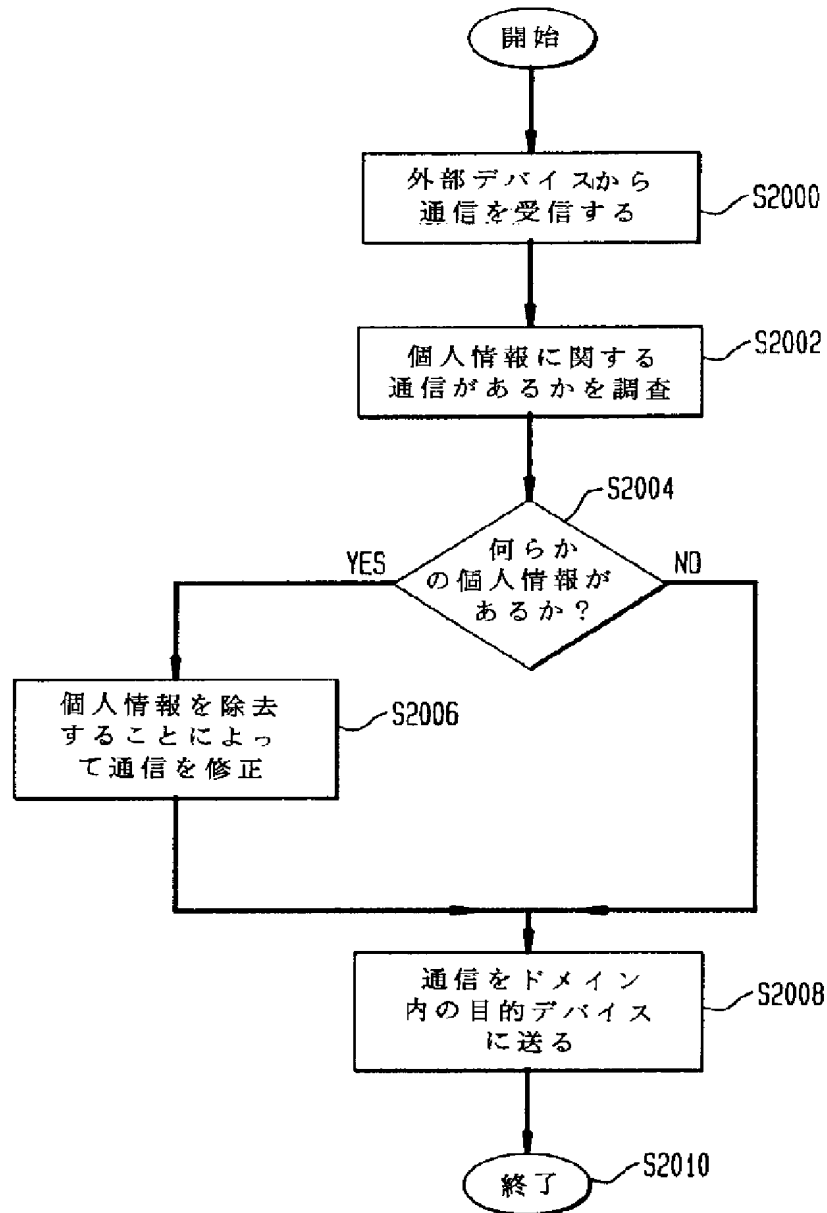 開始
外部デバイスから
通信を受信する
S2000
個人情報に関する
通信があるかを調査
S2002
S2004
何らか
の個人情報が
あるか?
YES
NO
個人情報を除去
することによっ
て通信を修正
S2006
通信をドメイン
内の目的デバイス
に送る
S2008
終了
S2010